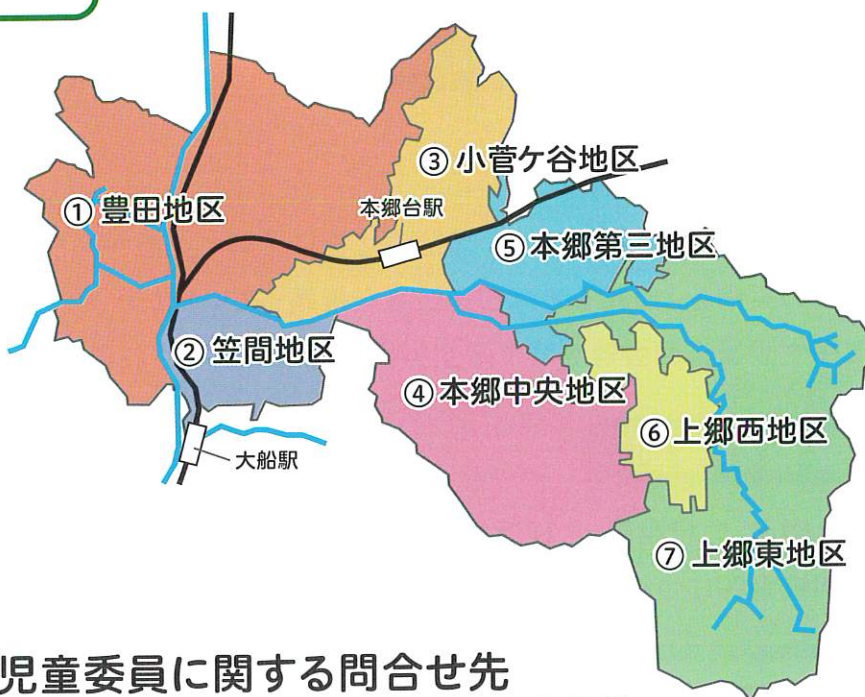 ③ 小菅ケ谷地区
① 豊田地区
本郷台駅
⑤ 本郷第三地区
② 笠間地区
④ 本郷中央地区
⑥ 上郷西地区
大船駅
⑦ 上郷東地区
児童委員に関する問合せ先